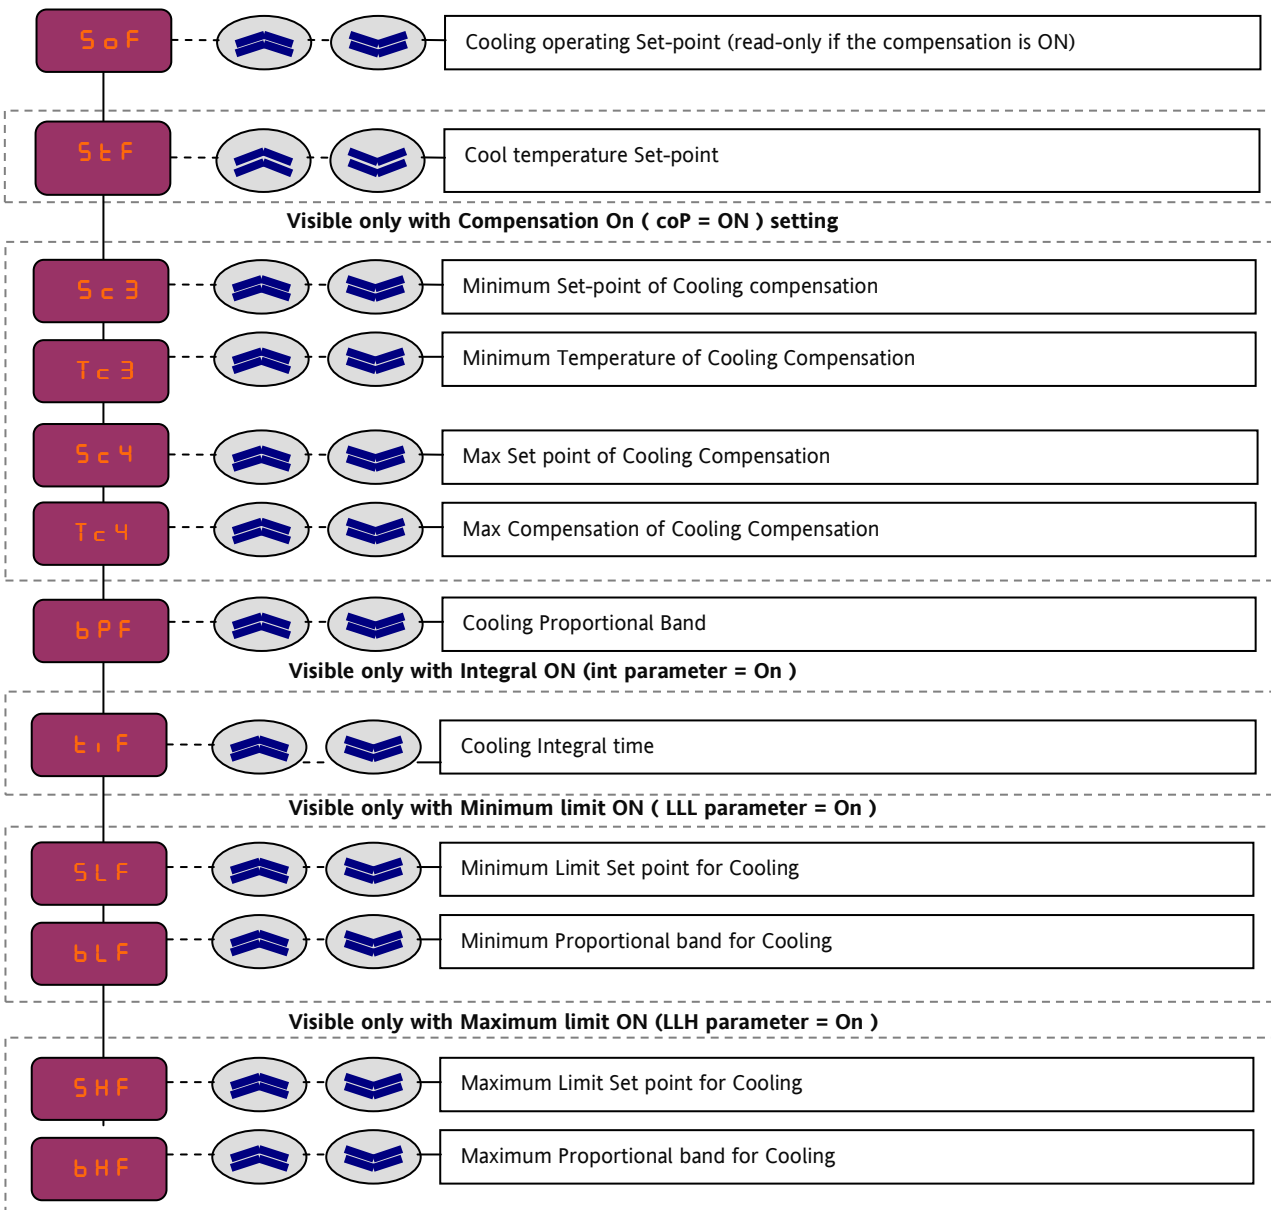 SoF
Cooling operating Set-point (read-only if the compensation is ON)
StF
Cool temperature Set-point
Visible only with Compensation On ( coP = ON ) setting
Sc3
Minimum Set-point of Cooling compensation
Tc3
Minimum Temperature of Cooling Compensation
Sc4
Max Set point of Cooling Compensation
Tc4
Max Compensation of Cooling Compensation
bPF
Cooling Proportional Band
Visible only with Integral ON (int parameter = On )
tiF
Cooling Integral time
Visible only with Minimum limit ON ( LLL parameter = On )
SLF
Minimum Limit Set point for Cooling
bLF
Minimum Proportional band for Cooling
Visible only with Maximum limit ON (LLH parameter = On )
SHF
Maximum Limit Set point for Cooling
bHF
Maximum Proportional band for Cooling